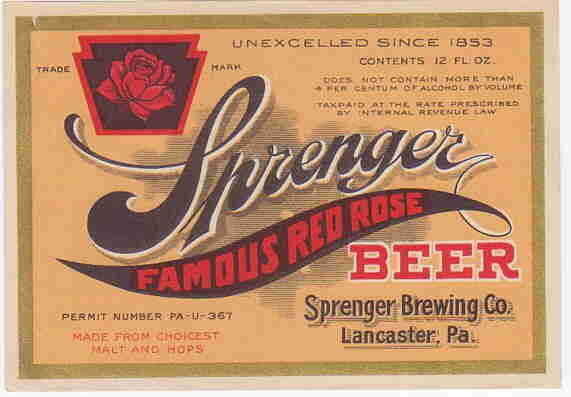 UNEXCELLED SINCE 1853
CONTENTS 12 FL. OZ.
TRADE MARK
DOES NOT CONTAIN MORE THAN
4 PER CENTUM OF ALCOHOL BY VOLUME
TAXPAID AT THE RATE PRESCRIBED
BY INTERNAL REVENUE LAW
Sprenger
FAMOUS RED ROSE
BEER
PERMIT NUMBER PA-U-367
MADE FROM CHOICEST
MALT AND HOPS
Sprenger Brewing Co.
Lancaster, Pa.